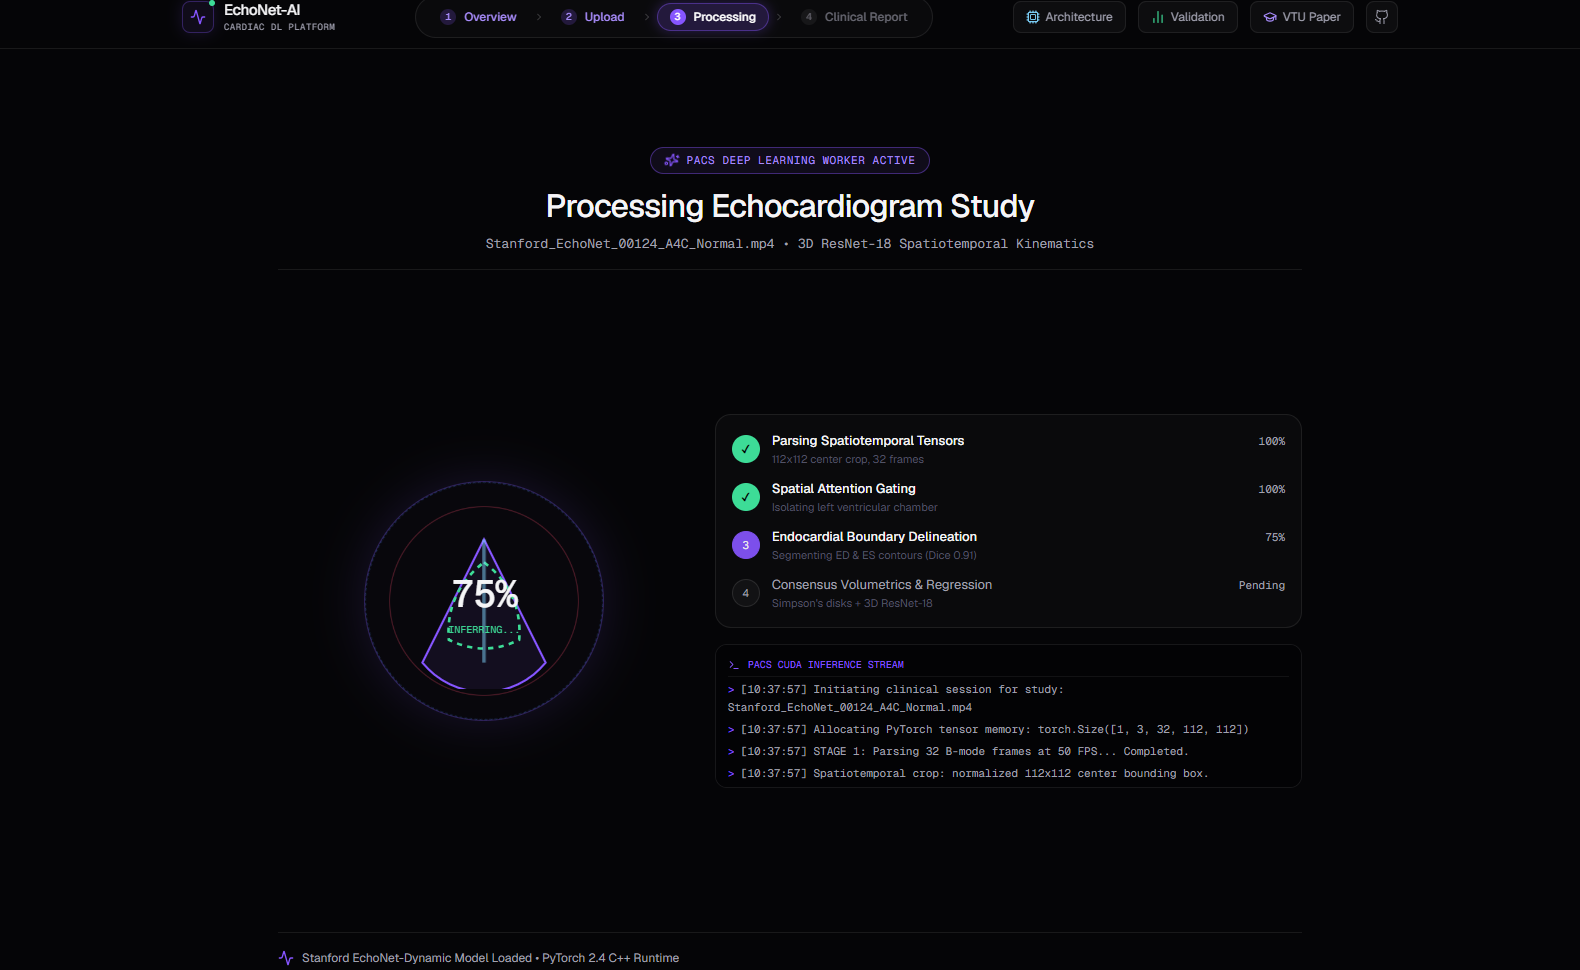 EchoNet-AI
CARDIAC DL PLATFORM
1 Overview
2 Upload
3 Processing
4 Clinical Report
Architecture
Validation
VTU Paper
PACS DEEP LEARNING WORKER ACTIVE
Processing Echocardiogram Study
Stanford_EchoNet_00124_A4C_Normal.mp4 • 3D ResNet-18 Spatiotemporal Kinematics
75%
INFERRING...
✓ Parsing Spatiotemporal Tensors 100%
112x112 center crop, 32 frames
✓ Spatial Attention Gating 100%
Isolating left ventricular chamber
3 Endocardial Boundary Delineation 75%
Segmenting ED & ES contours (Dice 0.91)
4 Consensus Volumetrics & Regression Pending
Simpson's disks + 3D ResNet-18
>_ PACS CUDA INFERENCE STREAM
> [10:37:57] Initiating clinical session for study:
Stanford_EchoNet_00124_A4C_Normal.mp4
> [10:37:57] Allocating PyTorch tensor memory: torch.Size([1, 3, 32, 112, 112])
> [10:37:57] STAGE 1: Parsing 32 B-mode frames at 50 FPS... Completed.
> [10:37:57] Spatiotemporal crop: normalized 112x112 center bounding box.
Stanford EchoNet-Dynamic Model Loaded • PyTorch 2.4 C++ Runtime